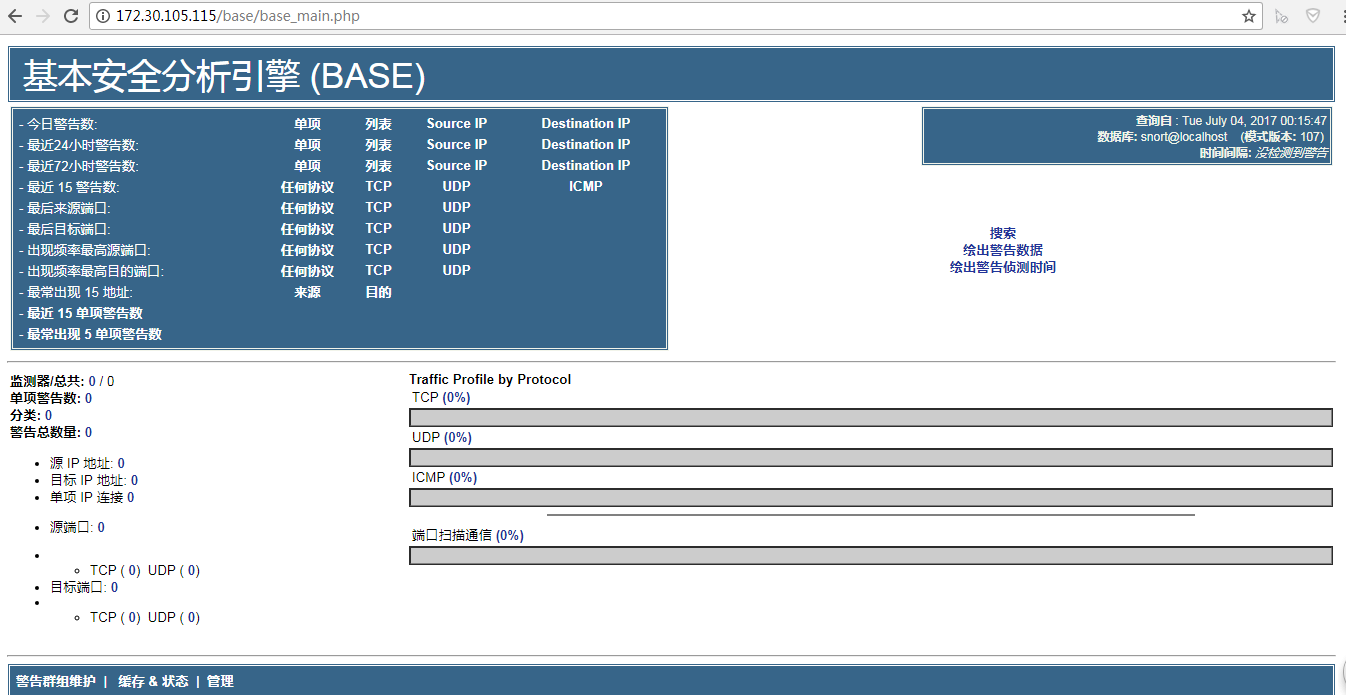 172.30.105.115/base/base_main.php
基本安全分析引擎 (BASE)
- 今日警告数: 单项 列表 Source IP Destination IP
- 最近24小时警告数: 单项 列表 Source IP Destination IP
- 最近72小时警告数: 单项 列表 Source IP Destination IP
- 最近 15 警告数: 任何协议 TCP UDP ICMP
- 最后来源端口: 任何协议 TCP UDP
- 最后目标端口: 任何协议 TCP UDP
- 出现频率最高源端口: 任何协议 TCP UDP
- 出现频率最高目的端口: 任何协议 TCP UDP
- 最常出现 15 地址: 来源 目的
- 最近 15 单项警告数
- 最常出现 5 单项警告数
查询自 : Tue July 04, 2017 00:15:47
数据库: snort@localhost (模式版本: 107)
时间间隔: 没检测到警告
搜索
绘出警告数据
绘出警告侦测时间
监测器/总共: 0 / 0
单项警告数: 0
分类: 0
警告总数量: 0
源 IP 地址: 0
目标 IP 地址: 0
单项 IP 连接 0
源端口: 0
TCP ( 0) UDP ( 0)
目标端口: 0
TCP ( 0) UDP ( 0)
Traffic Profile by Protocol
TCP (0%)
UDP (0%)
ICMP (0%)
端口扫描通信 (0%)
警告群组维护 | 缓存 & 状态 | 管理